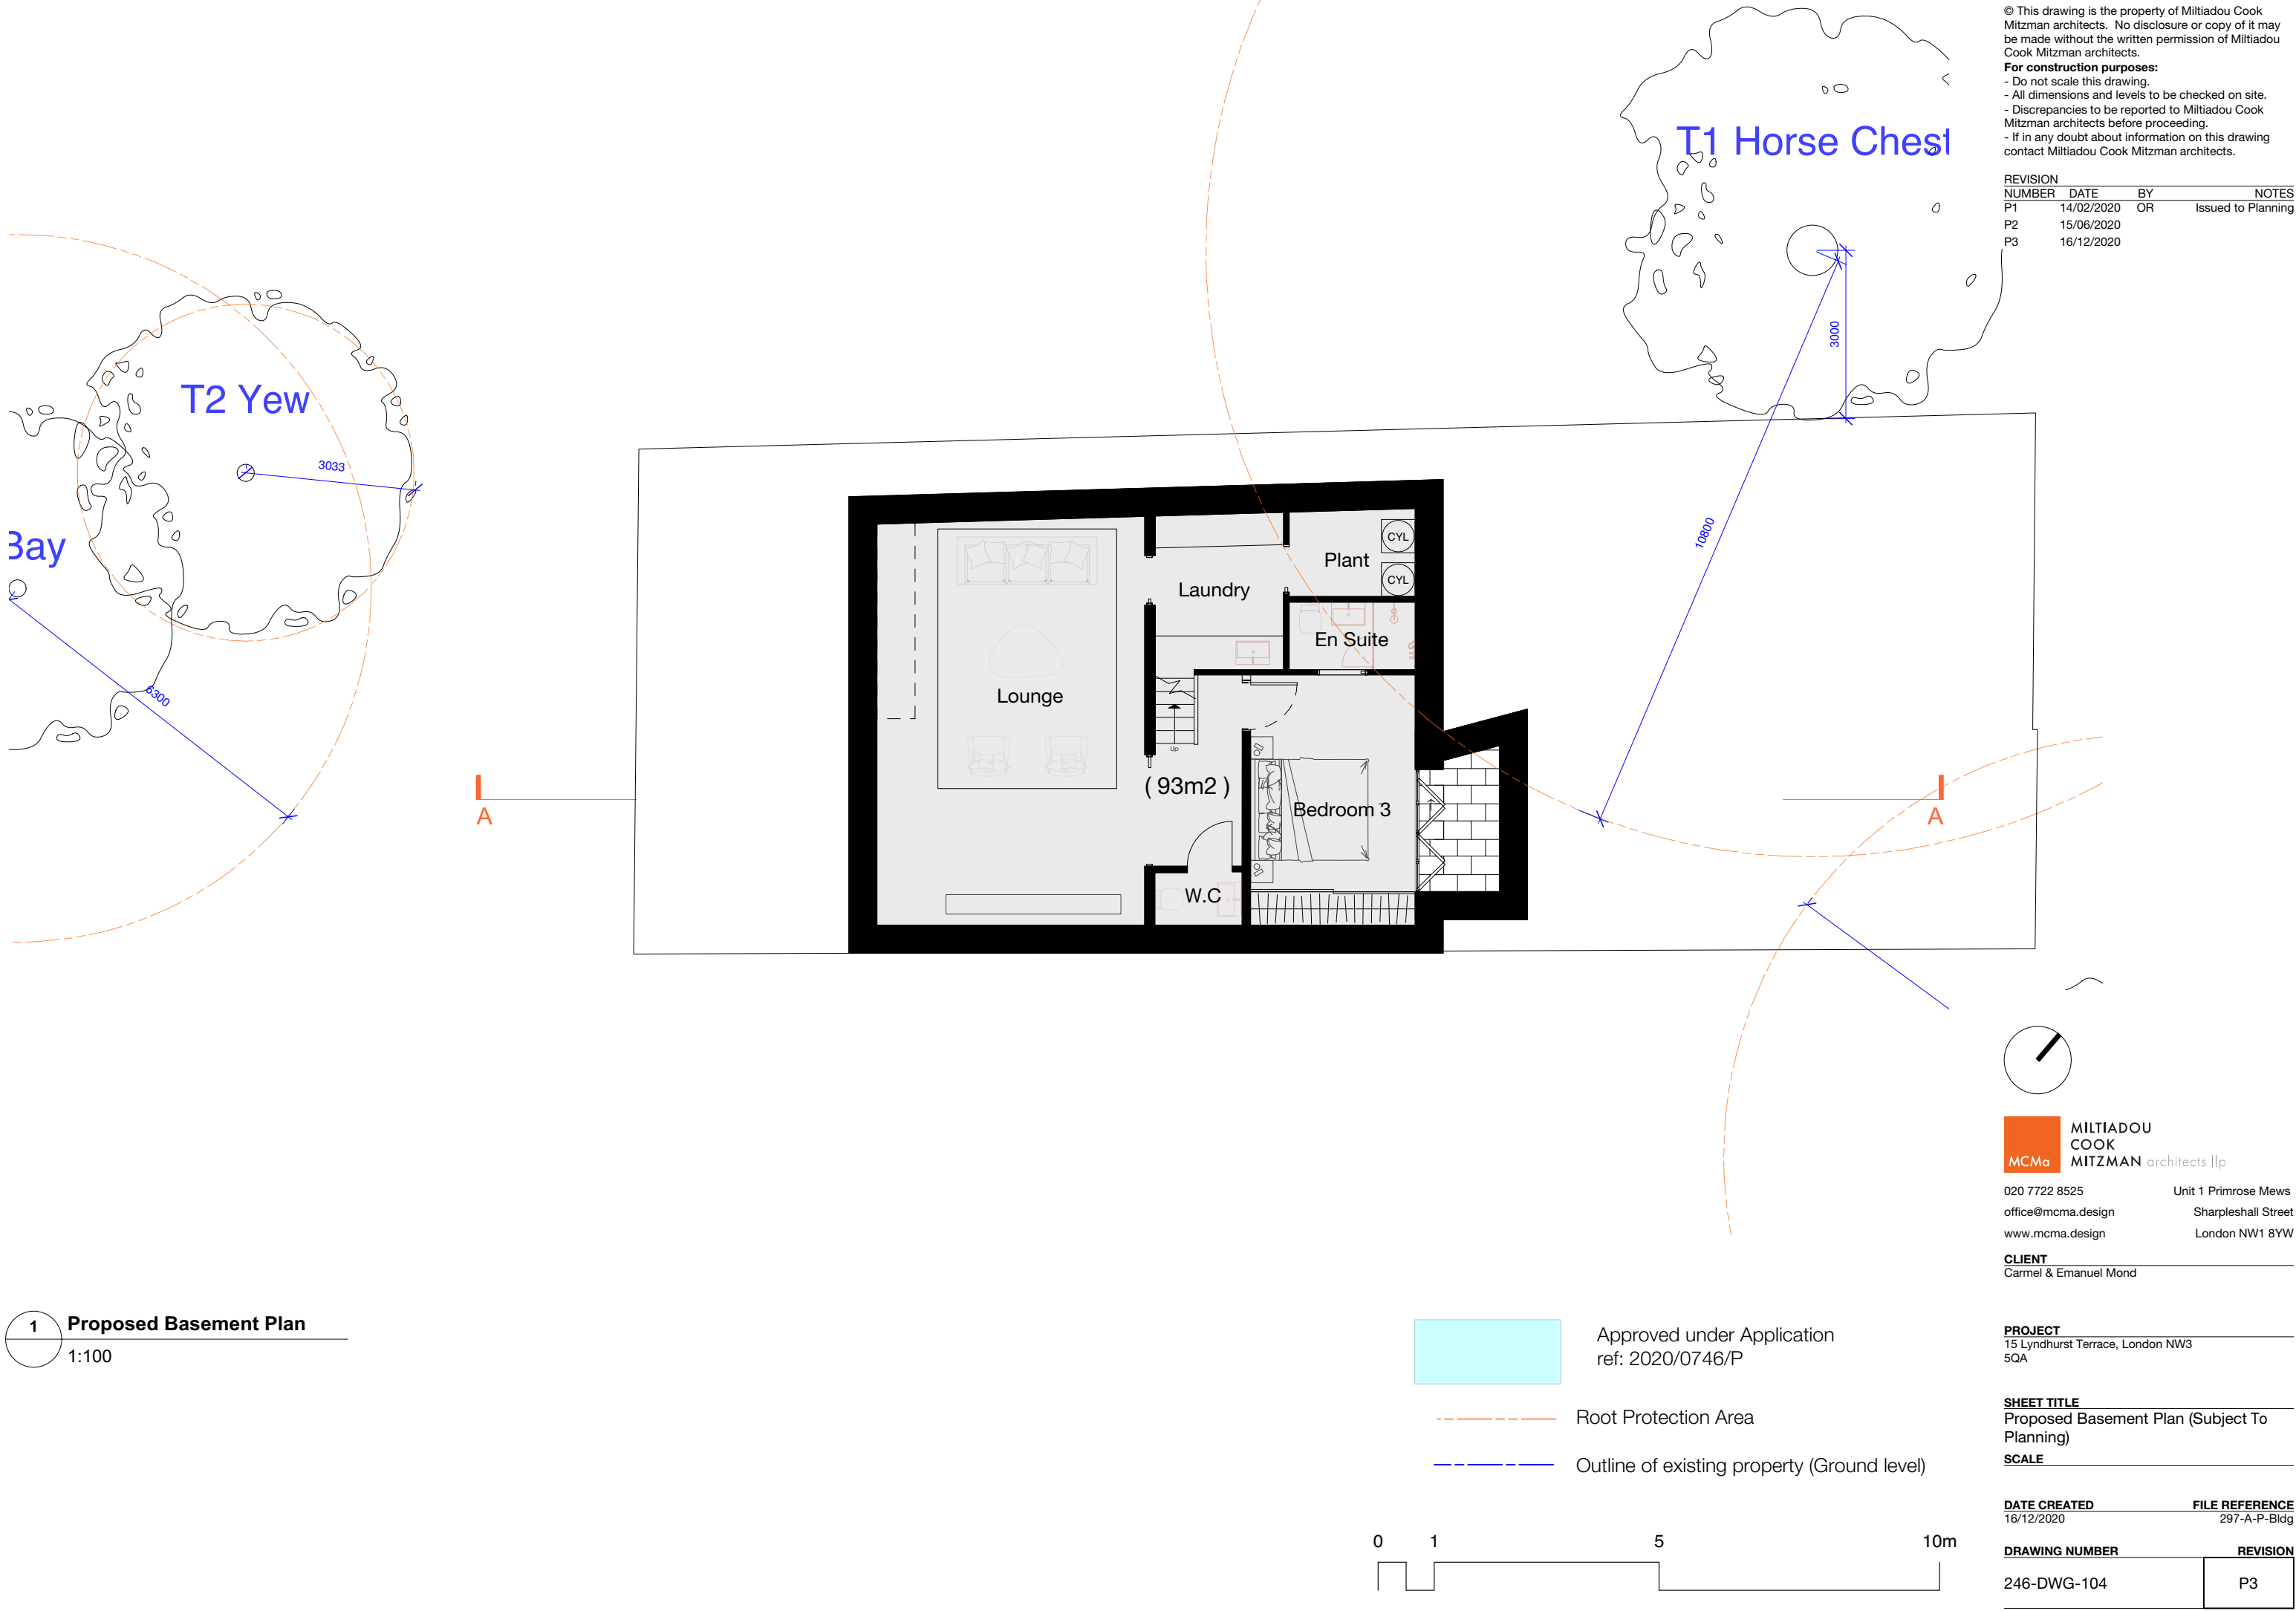 © This drawing is the property of Miltiadou Cook
Mitzman architects. No disclosure or copy of it may
be made without the written permission of Miltiadou
Cook Mitzman architects.
For construction purposes:
- Do not scale this drawing.
- All dimensions and levels to be checked on site.
- Discrepancies to be reported to Miltiadou Cook
Mitzman architects before proceeding.
- If in any doubt about information on this drawing
contact Miltiadou Cook Mitzman architects.
REVISION
NUMBER DATE BY NOTES
P1 14/02/2020 OR Issued to Planning
P2 15/06/2020
P3 16/12/2020
T1 Horse Chest
3000
10800
T2 Yew
3033
Bay
6300
Lounge
Laundry
Plant
CYL
CYL
En Suite
Up
( 93m2 )
Bedroom 3
W.C
A
A
MCMa
MILTIADOU
COOK
MITZMAN architects llp
020 7722 8525 Unit 1 Primrose Mews
office@mcma.design Sharpleshall Street
www.mcma.design London NW1 8YW
CLIENT
Carmel & Emanuel Mond
PROJECT
15 Lyndhurst Terrace, London NW3
5QA
SHEET TITLE
Proposed Basement Plan (Subject To
Planning)
SCALE
DATE CREATED FILE REFERENCE
16/12/2020 297-A-P-Bldg
DRAWING NUMBER REVISION
246-DWG-104 P3
1 Proposed Basement Plan
1:100
Approved under Application
ref: 2020/0746/P
Root Protection Area
Outline of existing property (Ground level)
0 1 5 10m